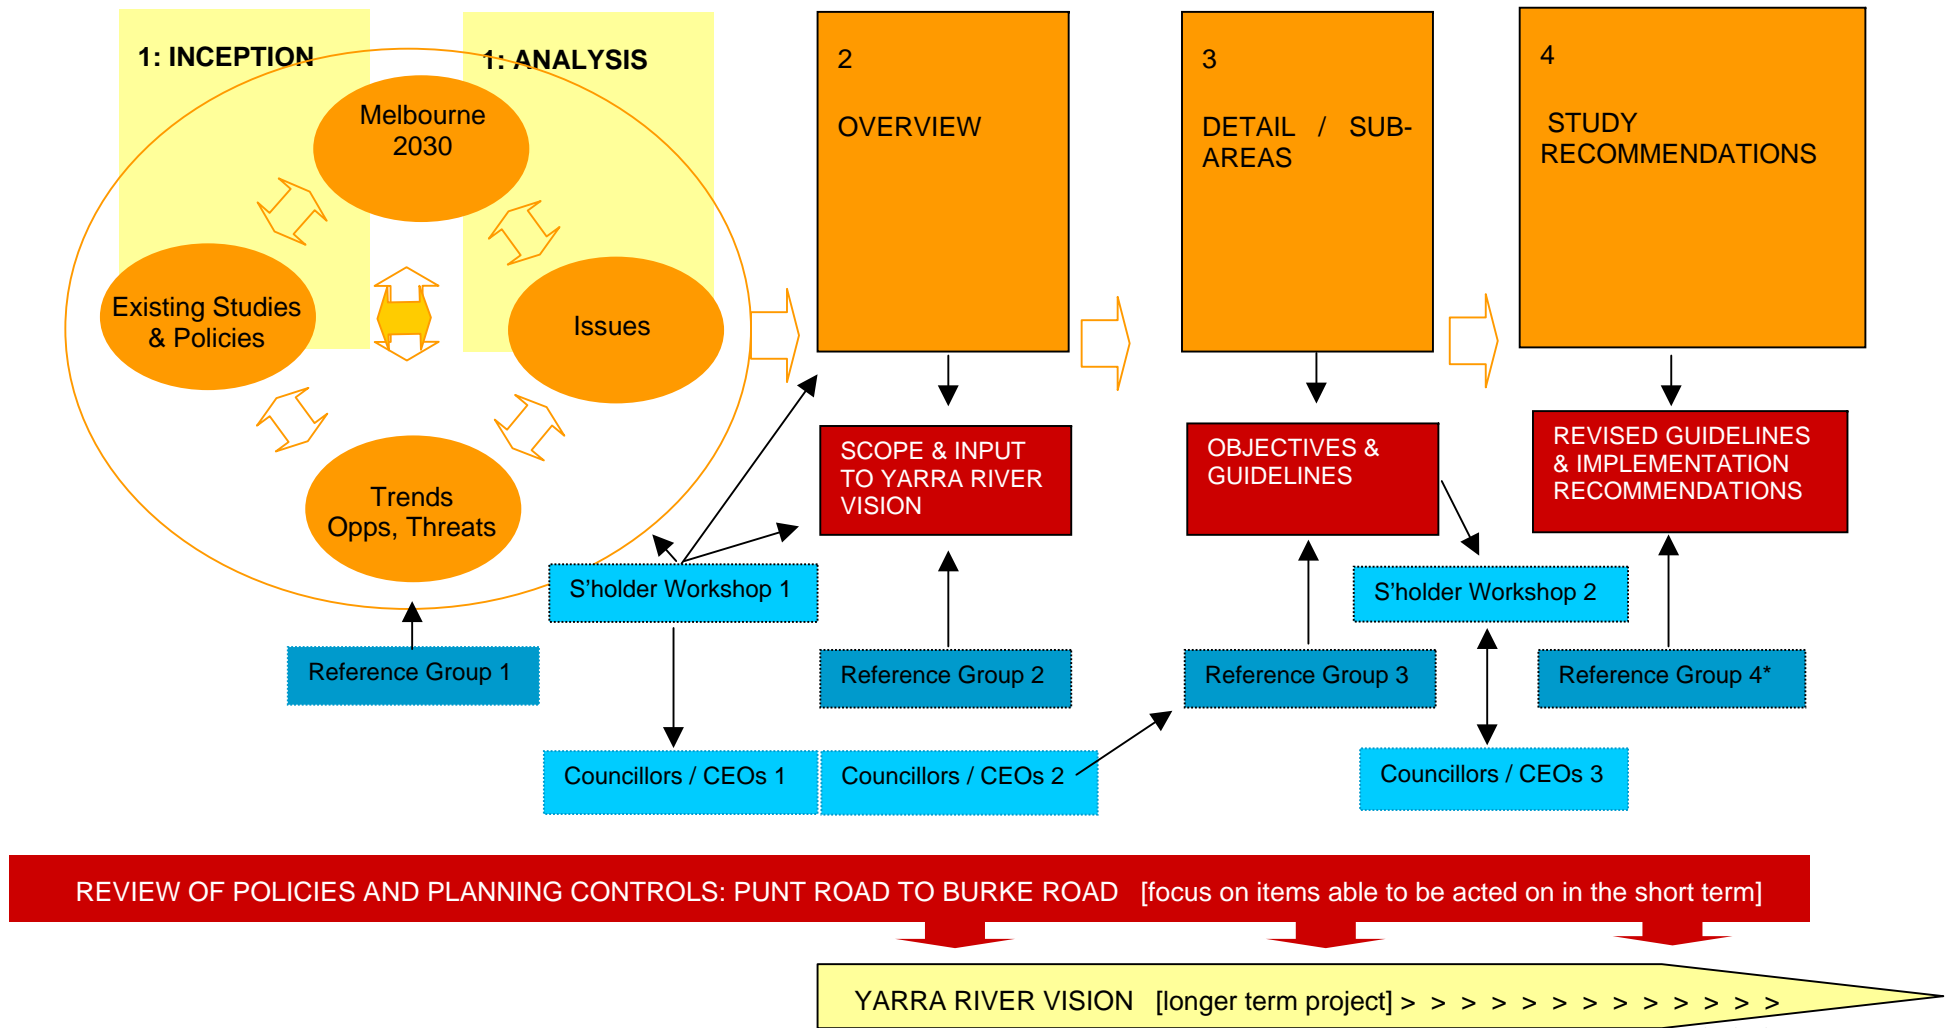 1: INCEPTION
1: ANALYSIS
Melbourne
2030
Existing Studies
& Policies
Issues
Trends
Opps, Threats
2
OVERVIEW
3
DETAIL / SUB-
AREAS
4
STUDY
RECOMMENDATIONS
SCOPE & INPUT
TO YARRA RIVER
VISION
OBJECTIVES &
GUIDELINES
REVISED GUIDELINES
& IMPLEMENTATION
RECOMMENDATIONS
S'holder Workshop 1
S'holder Workshop 2
Reference Group 1
Reference Group 2
Reference Group 3
Reference Group 4*
Councillors / CEOs 1
Councillors / CEOs 2
Councillors / CEOs 3
REVIEW OF POLICIES AND PLANNING CONTROLS: PUNT ROAD TO BURKE ROAD [focus on items able to be acted on in the short term]
YARRA RIVER VISION [longer term project] > > > > > > > > > > > > >